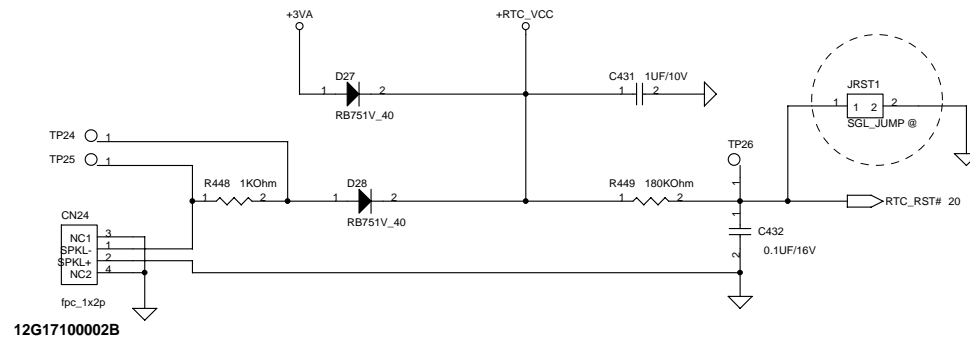 +3VA
+RTC_VCC
D27
1 2
RB751V_40
C431 1UF/10V
1 2
JRST1
1 1 2 2
SGL_JUMP @
TP24 1
TP25 1
TP26
1
R448 1KOhm
1 2
D28
1 2
RB751V_40
R449 180KOhm
1 2
RTC_RST# 20
CN24
NC1 3
SPKL- 1
SPKL+ 2
NC2 4
fpc_1x2p
1
C432
2
0.1UF/16V
12G17100002B